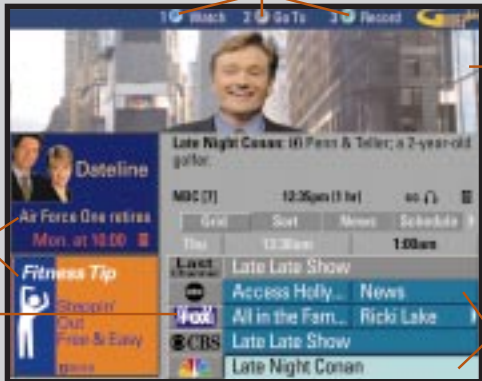 1 Watch 2 Go To 3 Record
Dateline
Air Force One retires
Mon. at 10:00
Fitness Tip
Steppin'
Out
Free & Easy
Late Night Conan: Penn & Teller; a 2-year-old
golfer.
NBC [7] 12:35am (1 hr)
Grid Sort News Schedule
Thu 12:30am 1:00am
Last
Channel
Late Late Show
abc Access Holly... News
FOX All in the Fam... Ricki Lake
CBS Late Late Show
Late Night Conan